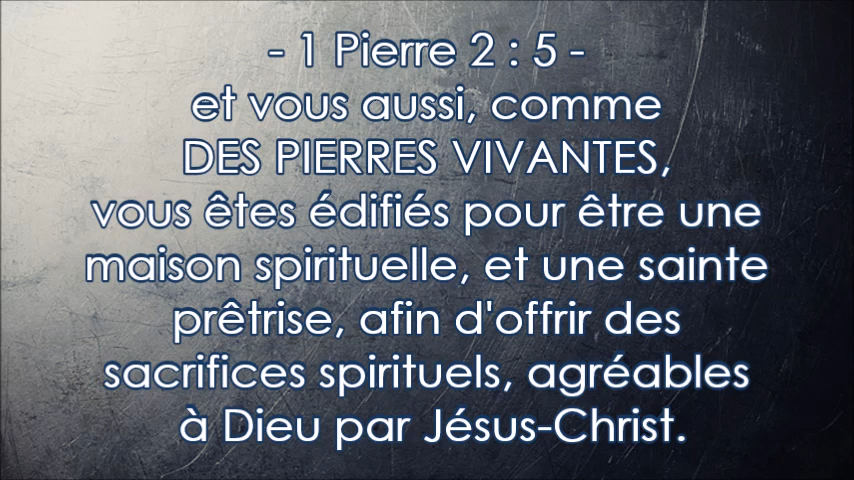 - 1 Pierre 2 : 5 -
et vous aussi, comme
DES PIERRES VIVANTES,
vous êtes édifiés pour être une
maison spirituelle, et une sainte
prêtrise, afin d'offrir des
sacrifices spirituels, agréables
à Dieu par Jésus-Christ.